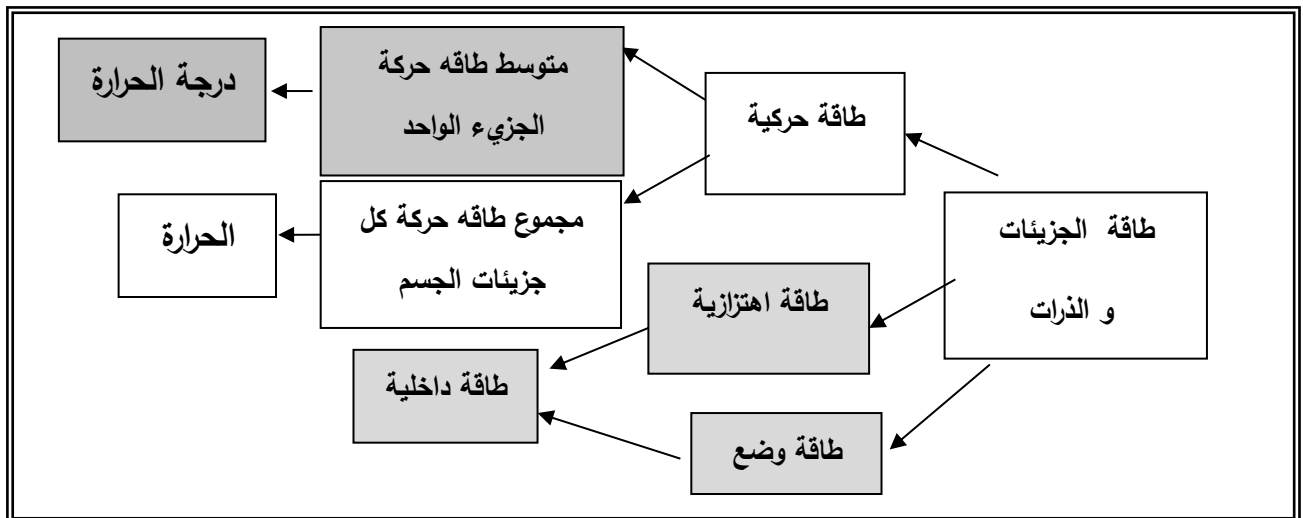 طاقة الجزيئات
و الذرات
طاقة حركية
متوسط طاقه حركة
الجزيء الواحد
درجة الحرارة
مجموع طاقه حركة كل
جزيئات الجسم
الحرارة
طاقة اهتزازية
طاقة وضع
طاقة داخلية